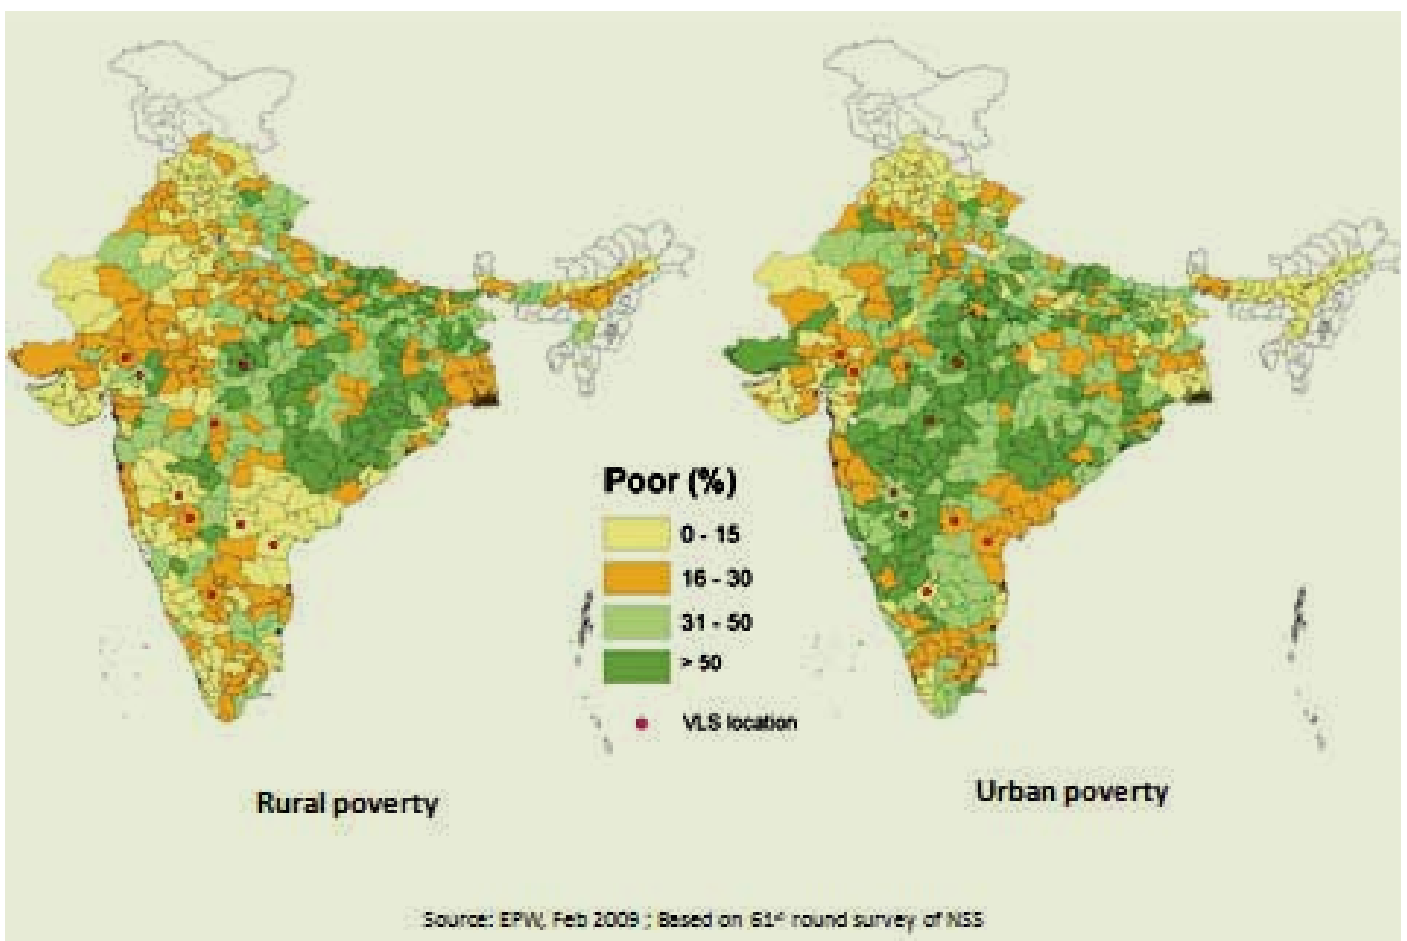 Poor (%)
0 - 15
16 - 30
31 - 50
> 50
VLS location
Rural poverty
Urban poverty
Source: EPW, Feb 2009 ; Based on 61st round survey of NSS